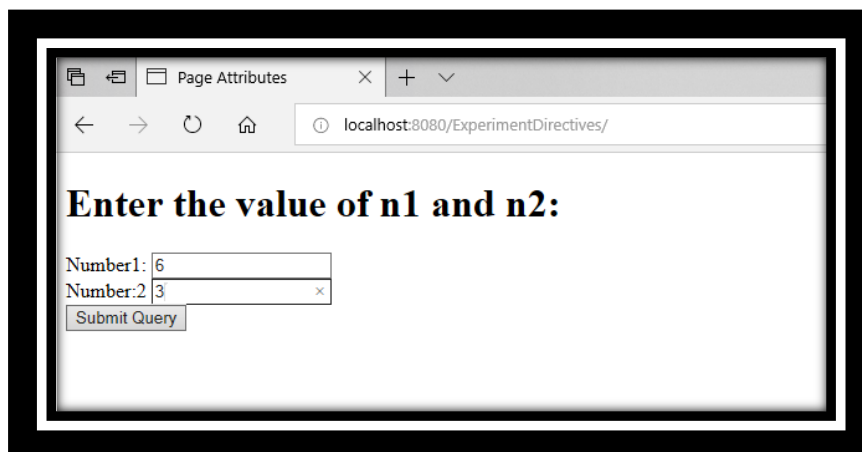 Page Attributes
localhost:8080/ExperimentDirectives/
Enter the value of n1 and n2:
Number1: 6
Number:2 3
Submit Query